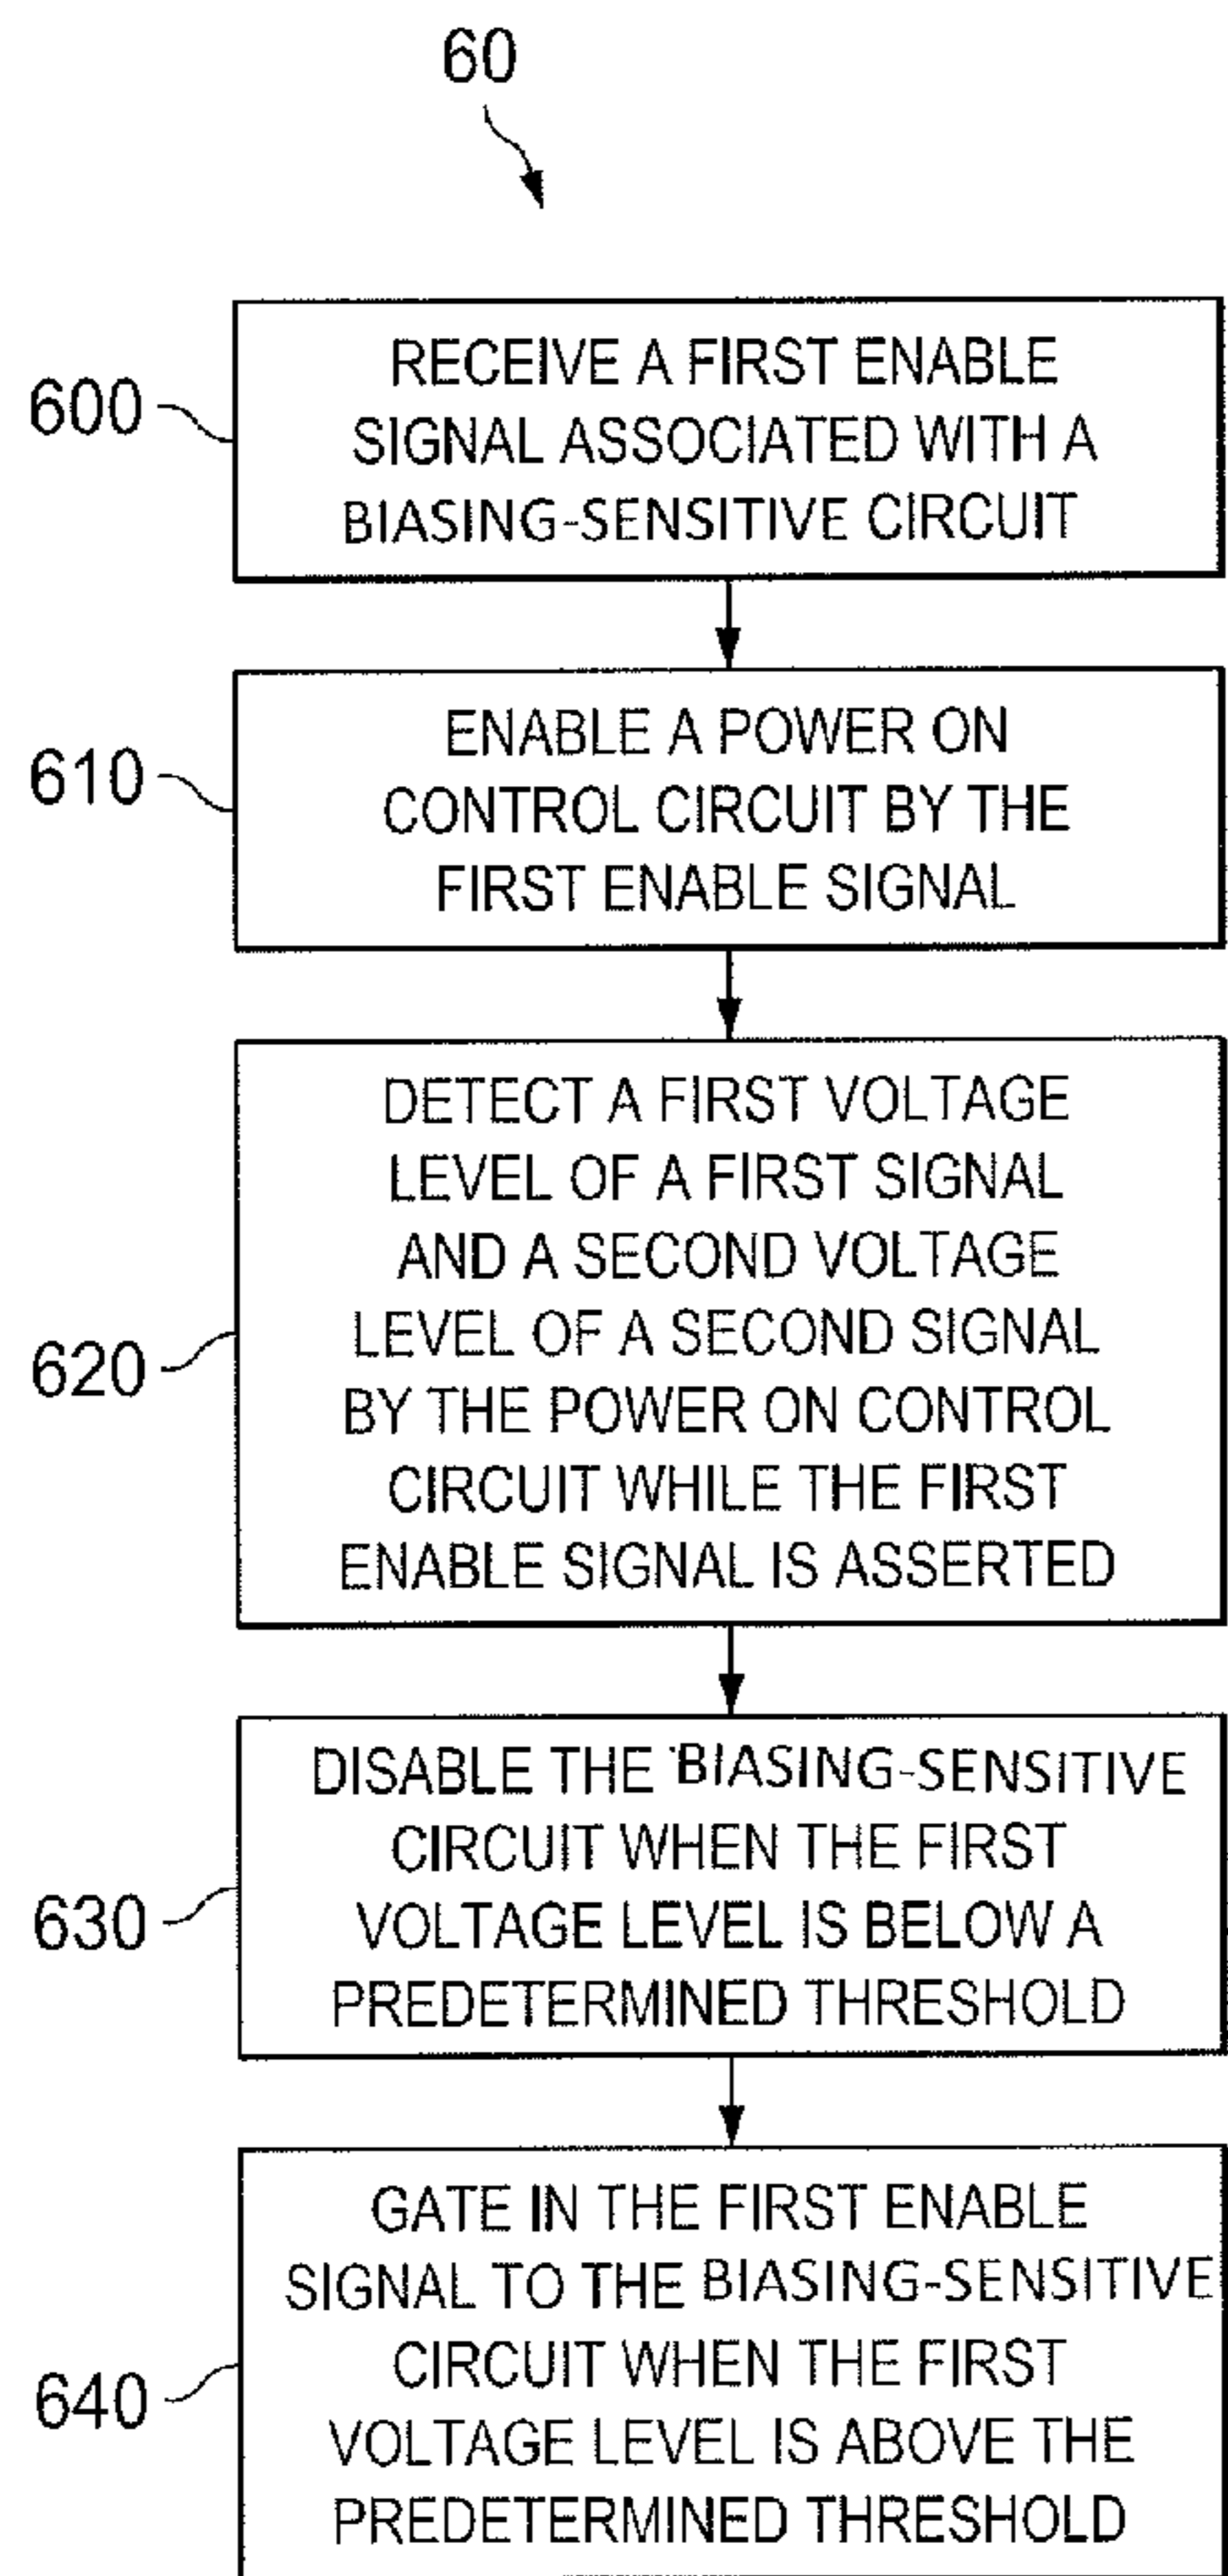 60
600
RECEIVE A FIRST ENABLE
SIGNAL ASSOCIATED WITH A
BIASING-SENSITIVE CIRCUIT
610
ENABLE A POWER ON
CONTROL CIRCUIT BY THE
FIRST ENABLE SIGNAL
620
DETECT A FIRST VOLTAGE
LEVEL OF A FIRST SIGNAL
AND A SECOND VOLTAGE
LEVEL OF A SECOND SIGNAL
BY THE POWER ON CONTROL
CIRCUIT WHILE THE FIRST
ENABLE SIGNAL IS ASSERTED
630
DISABLE THE BIASING-SENSITIVE
CIRCUIT WHEN THE FIRST
VOLTAGE LEVEL IS BELOW A
PREDETERMINED THRESHOLD
640
GATE IN THE FIRST ENABLE
SIGNAL TO THE BIASING-SENSITIVE
CIRCUIT WHEN THE FIRST
VOLTAGE LEVEL IS ABOVE THE
PREDETERMINED THRESHOLD